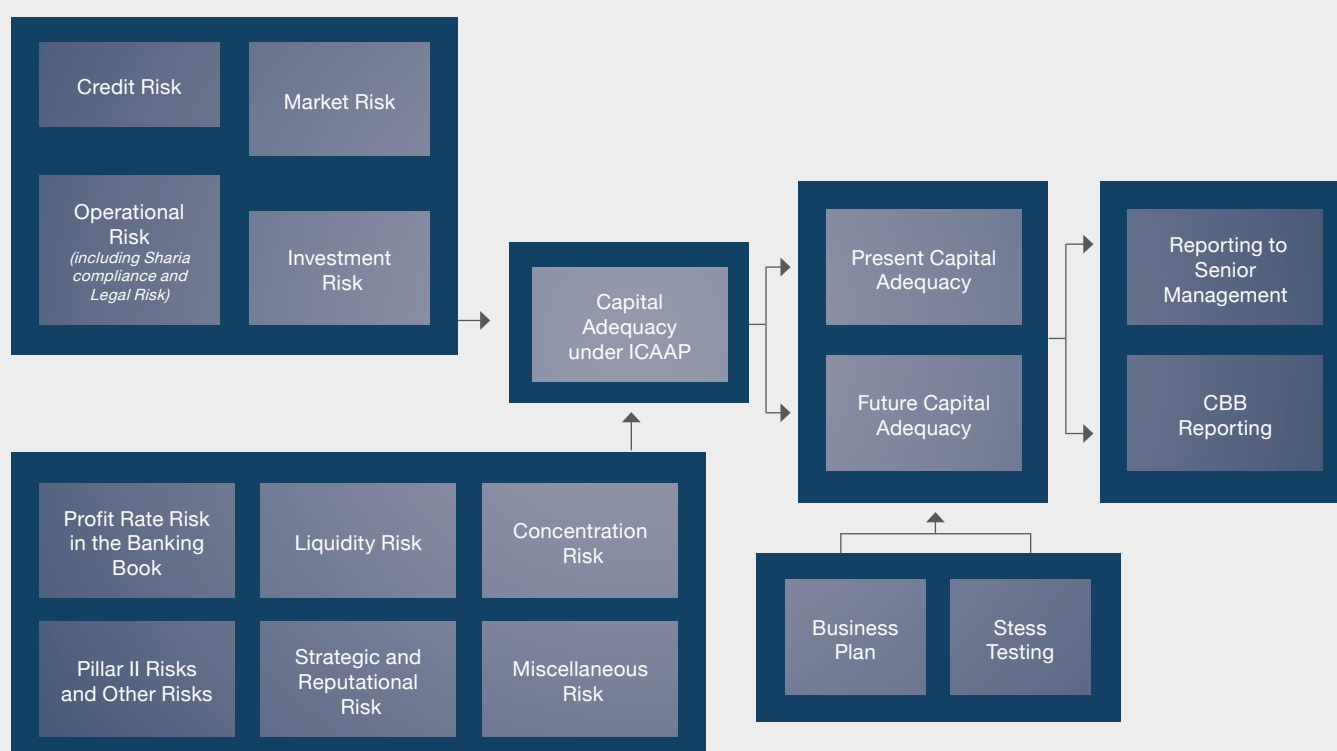 Credit Risk
Market Risk
Operational
Risk
(including Sharia
compliance and
Legal Risk)
Investment
Risk
Capital
Adequacy
under ICAAP
Present Capital
Adequacy
Future Capital
Adequacy
Reporting to
Senior
Management
CBB
Reporting
Profit Rate Risk
in the Banking
Book
Liquidity Risk
Concentration
Risk
Pillar II Risks
and Other Risks
Strategic and
Reputational
Risk
Miscellaneous
Risk
Business
Plan
Stess
Testing